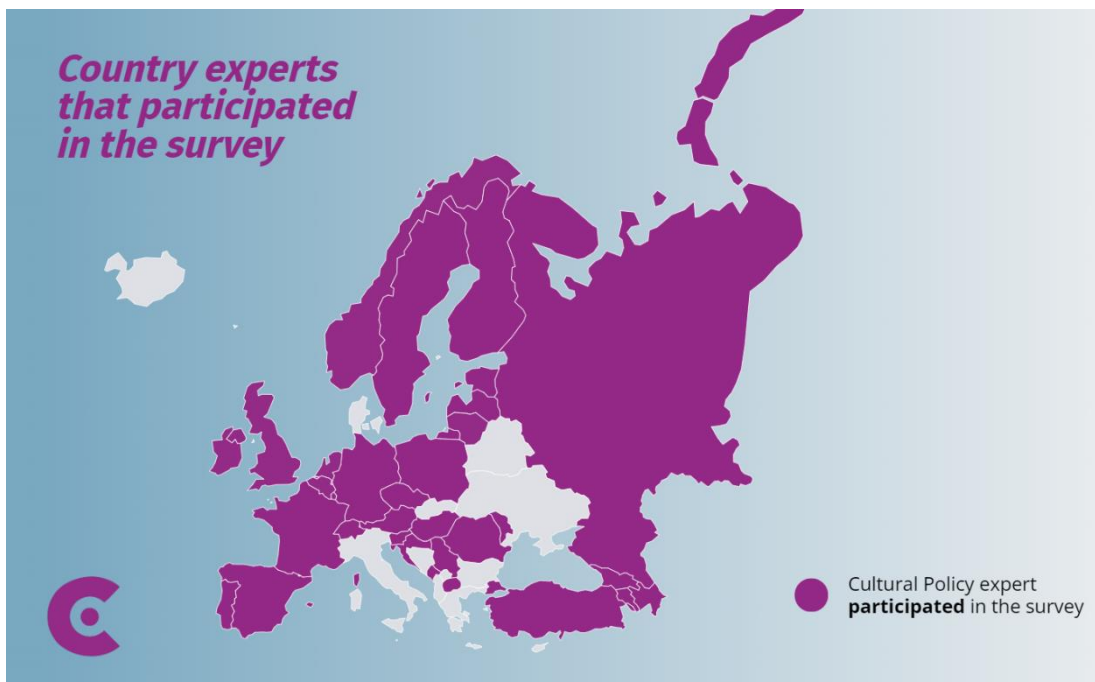 Country experts
that participated
in the survey
Cultural Policy expert
participated in the survey